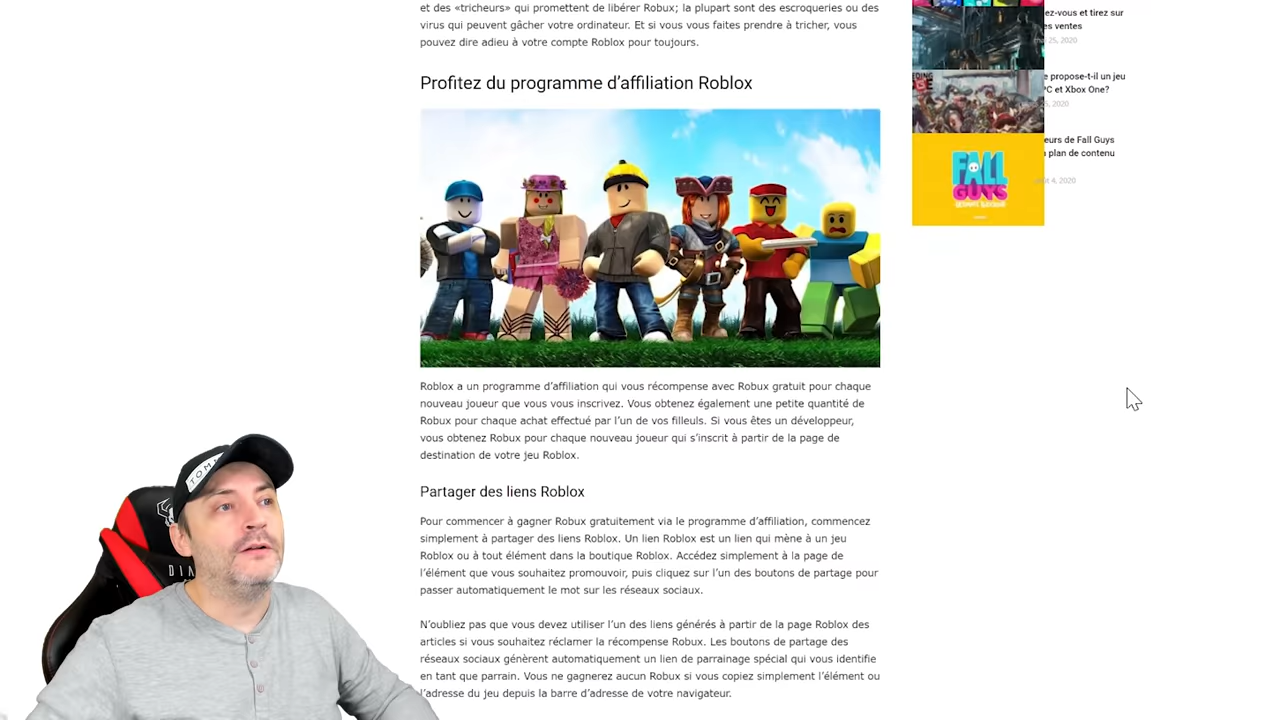 et des «tricheurs» qui promettent de libérer Robux; la plupart sont des escroqueries ou des
virus qui peuvent gâcher votre ordinateur. Et si vous vous faites prendre à tricher, vous
pouvez dire adieu à votre compte Roblox pour toujours.
Profitez du programme d’affiliation Roblox
Roblox a un programme d’affiliation qui vous récompense avec Robux gratuit pour chaque
nouveau joueur que vous vous inscrivez. Vous obtenez également une petite quantité de
Robux pour chaque achat effectué par l’un de vos filleuls. Si vous êtes un développeur,
vous obtenez Robux pour chaque nouveau joueur qui s’inscrit à partir de la page de
destination de votre jeu Roblox.
Partager des liens Roblox
Pour commencer à gagner Robux gratuitement via le programme d’affiliation, commencez
simplement à partager des liens Roblox. Un lien Roblox est un lien qui mène à un jeu
Roblox ou à tout élément dans la boutique Roblox. Accédez simplement à la page de
l’élément que vous souhaitez promouvoir, puis cliquez sur l’un des boutons de partage pour
passer automatiquement le mot sur les réseaux sociaux.
N’oubliez pas que vous devez utiliser l’un des liens générés à partir de la page Roblox des
articles si vous souhaitez réclamer la récompense Robux. Les boutons de partage des
réseaux sociaux génèrent automatiquement un lien de parrainage spécial qui vous identifie
en tant que parrain. Vous ne gagnerez aucun Robux si vous copiez simplement l’élément ou
l’adresse du jeu depuis la barre d’adresse de votre navigateur.
ez-vous et tirez sur
es ventes
25, 2020
e propose-t-il un jeu
PC et Xbox One?
5, 2020
eurs de Fall Guys
plan de contenu
4, 2020
FALL
GUYS
TOMM
DIA